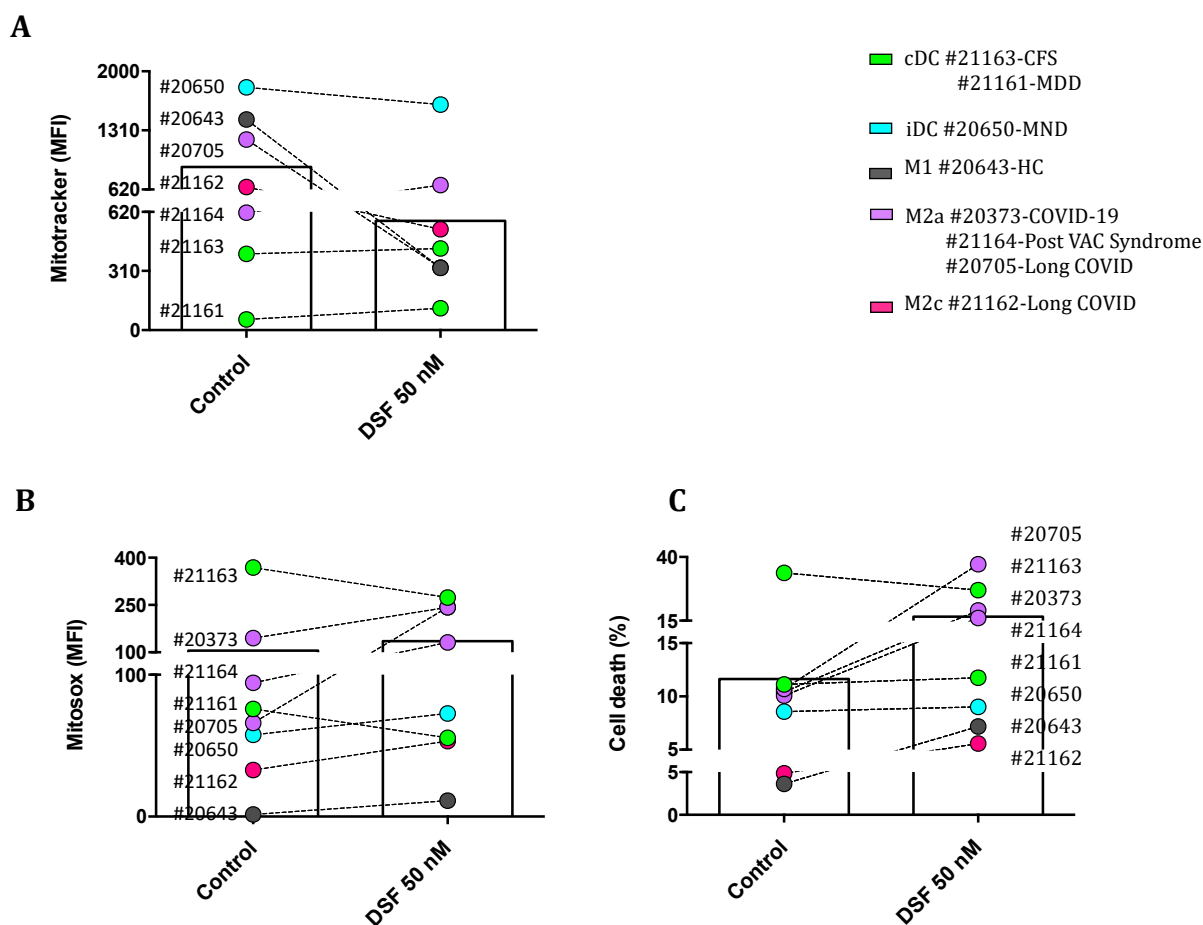 A
Mitotracker (MFI)
2000
1310
620
620
310
0
#20650
#20643
#20705
#21162
#21164
#21163
#21161
Control
DSF 50 nM
cDC #21163-CFS
#21161-MDD
iDC #20650-MND
M1 #20643-HC
M2a #20373-COVID-19
#21164-Post VAC Syndrome
#20705-Long COVID
M2c #21162-Long COVID
B
Mitosox (MFI)
400
250
100
100
0
#21163
#20373
#21164
#21161
#20705
#20650
#21162
#20643
Control
DSF 50 nM
C
Cell death (%)
40
15
15
10
5
5
0
#20705
#21163
#20373
#21164
#21161
#20650
#20643
#21162
Control
DSF 50 nM